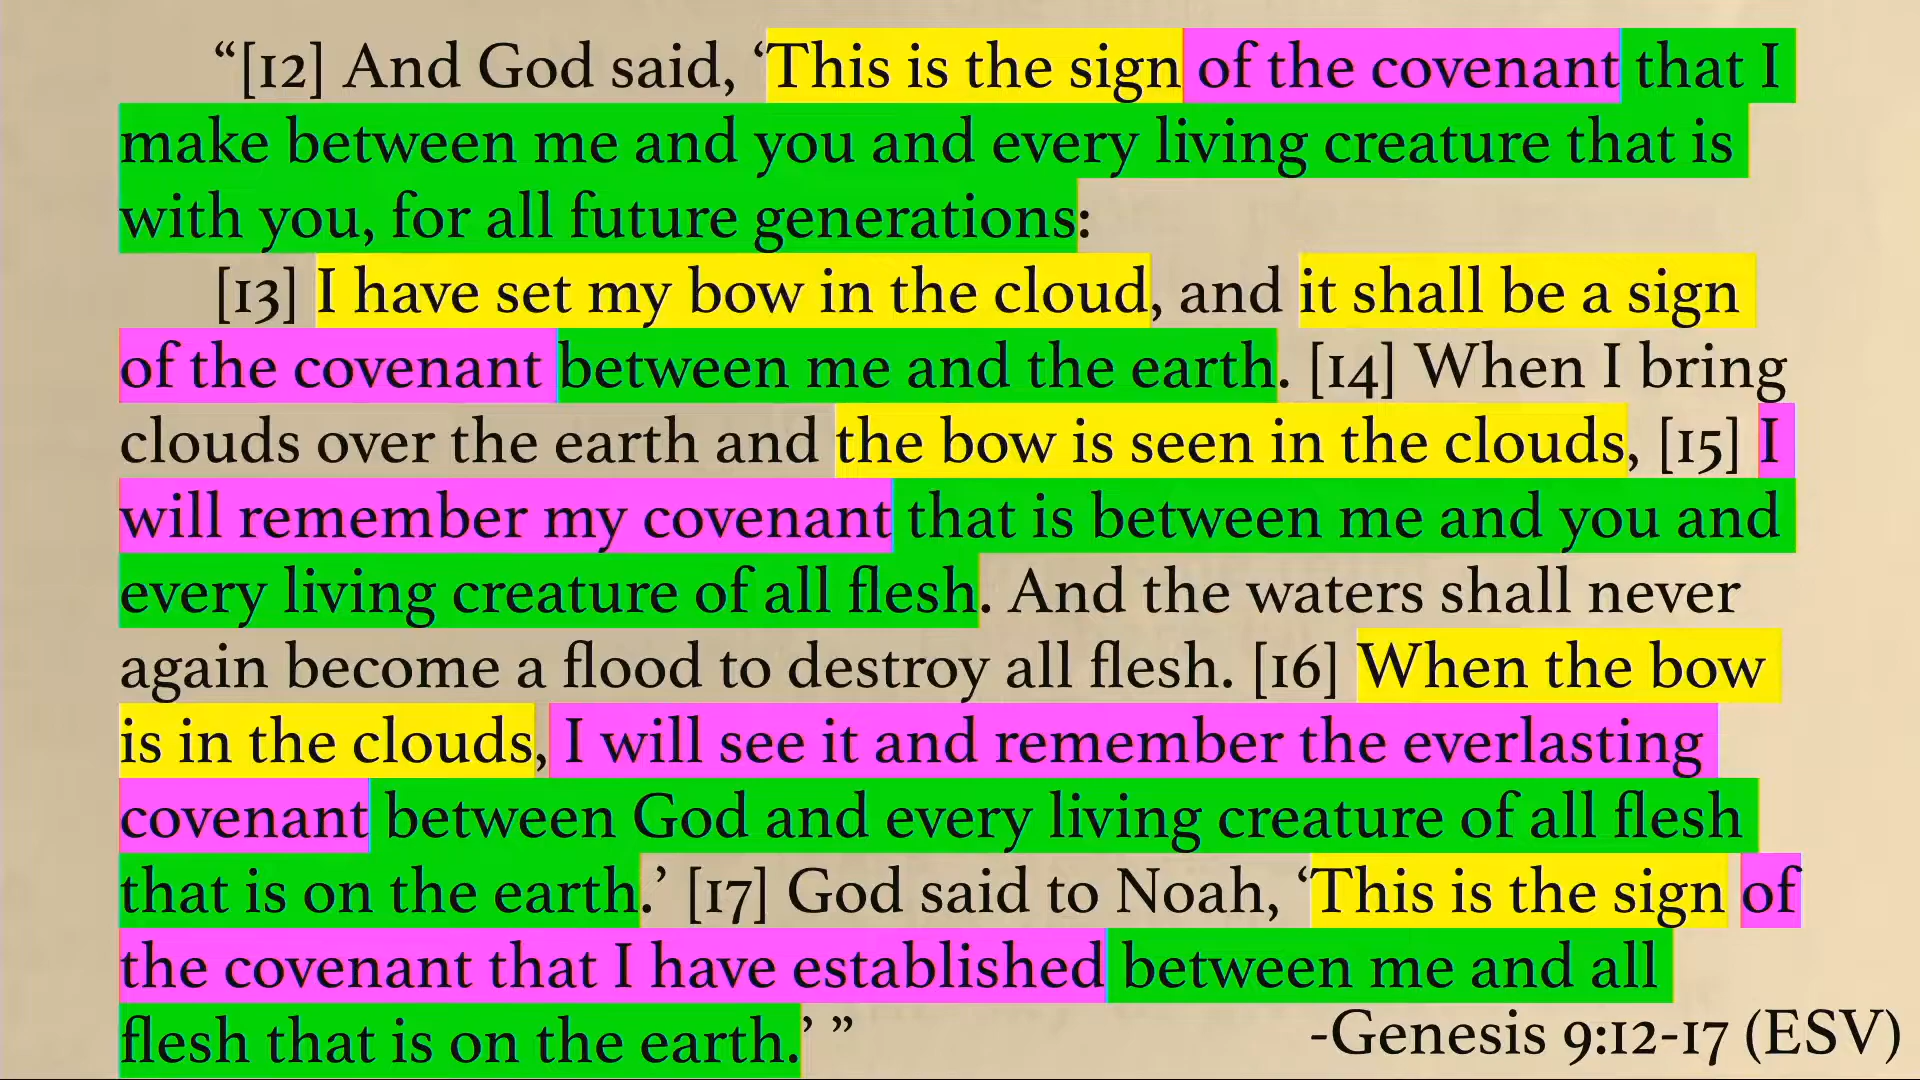 “[12] And God said, ‘This is the sign of the covenant that I
make between me and you and every living creature that is
with you, for all future generations:
[13] I have set my bow in the cloud, and it shall be a sign
of the covenant between me and the earth. [14] When I bring
clouds over the earth and the bow is seen in the clouds, [15] I
will remember my covenant that is between me and you and
every living creature of all flesh. And the waters shall never
again become a flood to destroy all flesh. [16] When the bow
is in the clouds, I will see it and remember the everlasting
covenant between God and every living creature of all flesh
that is on the earth.’ [17] God said to Noah, ‘This is the sign of
the covenant that I have established between me and all
flesh that is on the earth.’ ”
-Genesis 9:12-17 (ESV)